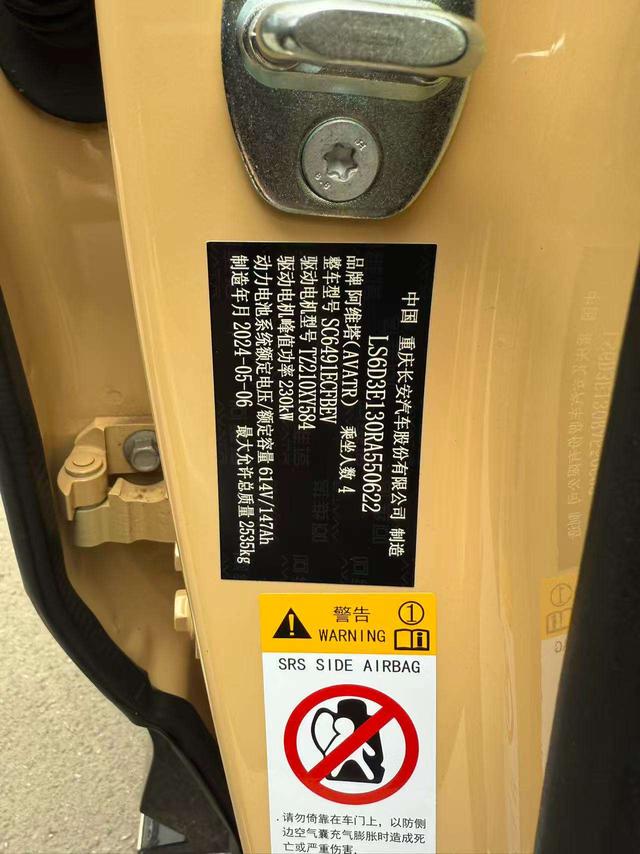 中国 重庆长安汽车股份有限公司 制造
LS6D3E130RA550622
品牌 阿维塔(AVATR) 乘坐人数 4
整车型号 SC6491ECFBEV
驱动电机型号 TZ210XY584
驱动电机峰值功率 230kW
动力电池系统额定电压/额定容量 614V/147Ah
制造年月 2024-05-06 最大允许总质量 2535kg
警告
WARNING
1
SRS SIDE AIRBAG
.请勿倚靠在车门上，以防侧
边空气囊充气膨胀时造成死
亡或严重伤害.